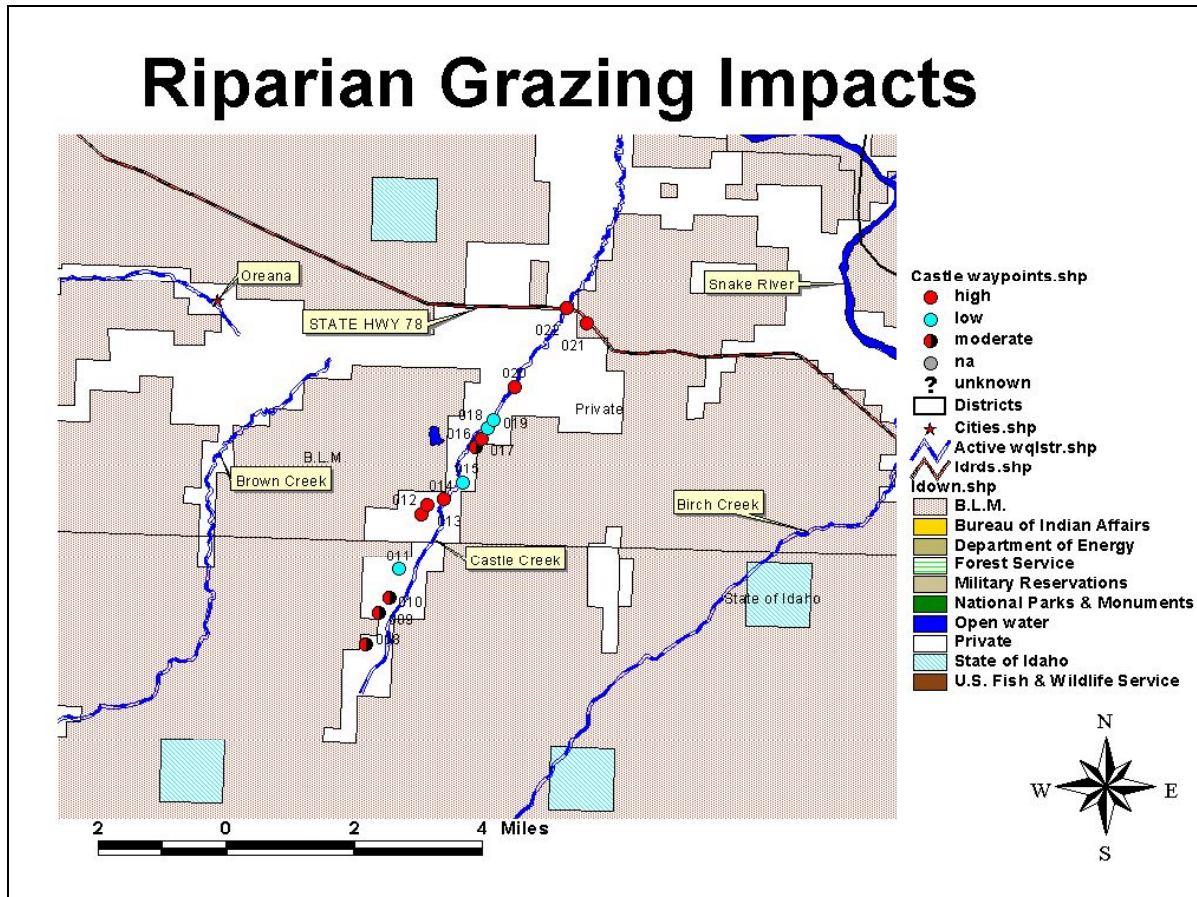 Riparian Grazing Impacts
Oreana
STATE HWY 78
Snake River
022
021
020
Private
018
019
016
017
B.L.M.
015
Brown Creek
014
012
013
Birch Creek
Castle Creek
011
010
009
008
State of Idaho
Castle waypoints.shp
high
low
moderate
na
? unknown
Districts
Cities.shp
Active wqlstr.shp
Idrds.shp
Idown.shp
B.L.M.
Bureau of Indian Affairs
Department of Energy
Forest Service
Military Reservations
National Parks & Monuments
Open water
Private
State of Idaho
U.S. Fish & Wildlife Service
N
W E
S
2 0 2 4 Miles